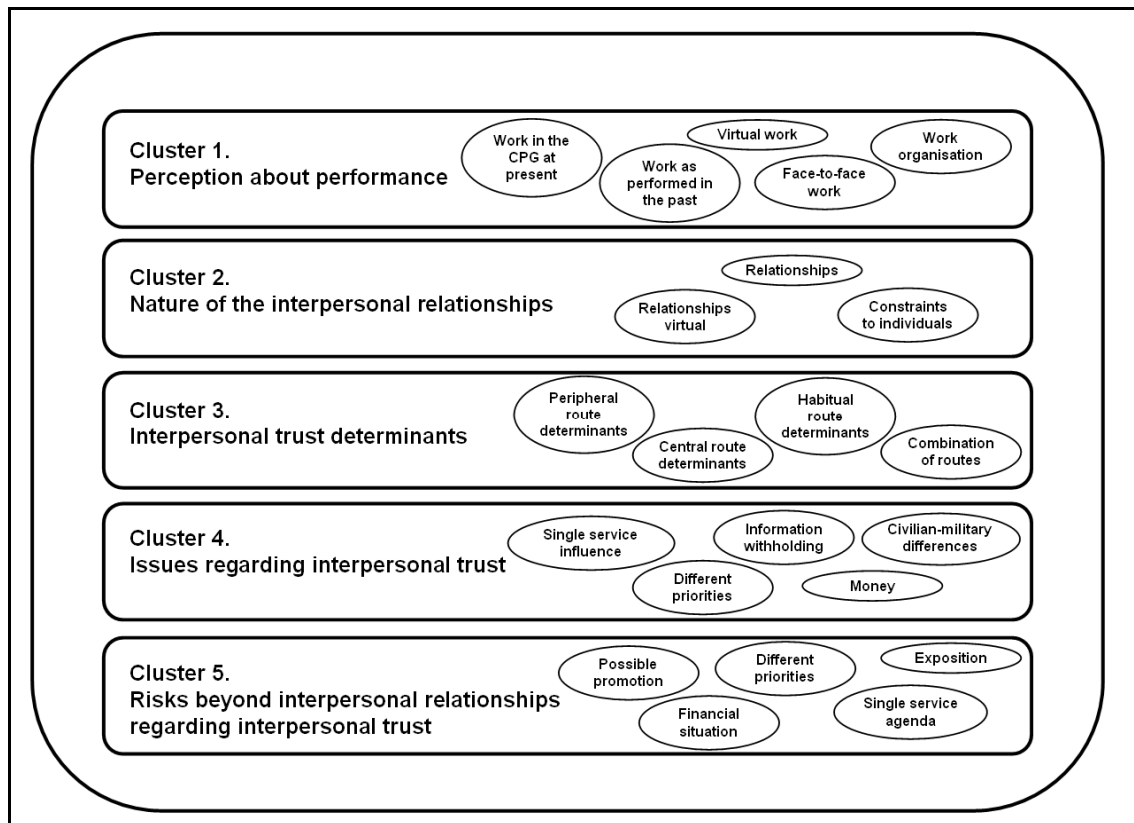 Cluster 1.
Perception about performance
Work in the
CPG at
present
Work as
performed in
the past
Virtual work
Face-to-face
work
Work
organisation
Cluster 2.
Nature of the interpersonal relationships
Relationships
virtual
Relationships
Constraints
to individuals
Cluster 3.
Interpersonal trust determinants
Peripheral
route
determinants
Central route
determinants
Habitual
route
determinants
Combination
of routes
Cluster 4.
Issues regarding interpersonal trust
Single service
influence
Different
priorities
Information
withholding
Money
Civilian-military
differences
Cluster 5.
Risks beyond interpersonal relationships
regarding interpersonal trust
Possible
promotion
Financial
situation
Different
priorities
Single service
agenda
Exposition